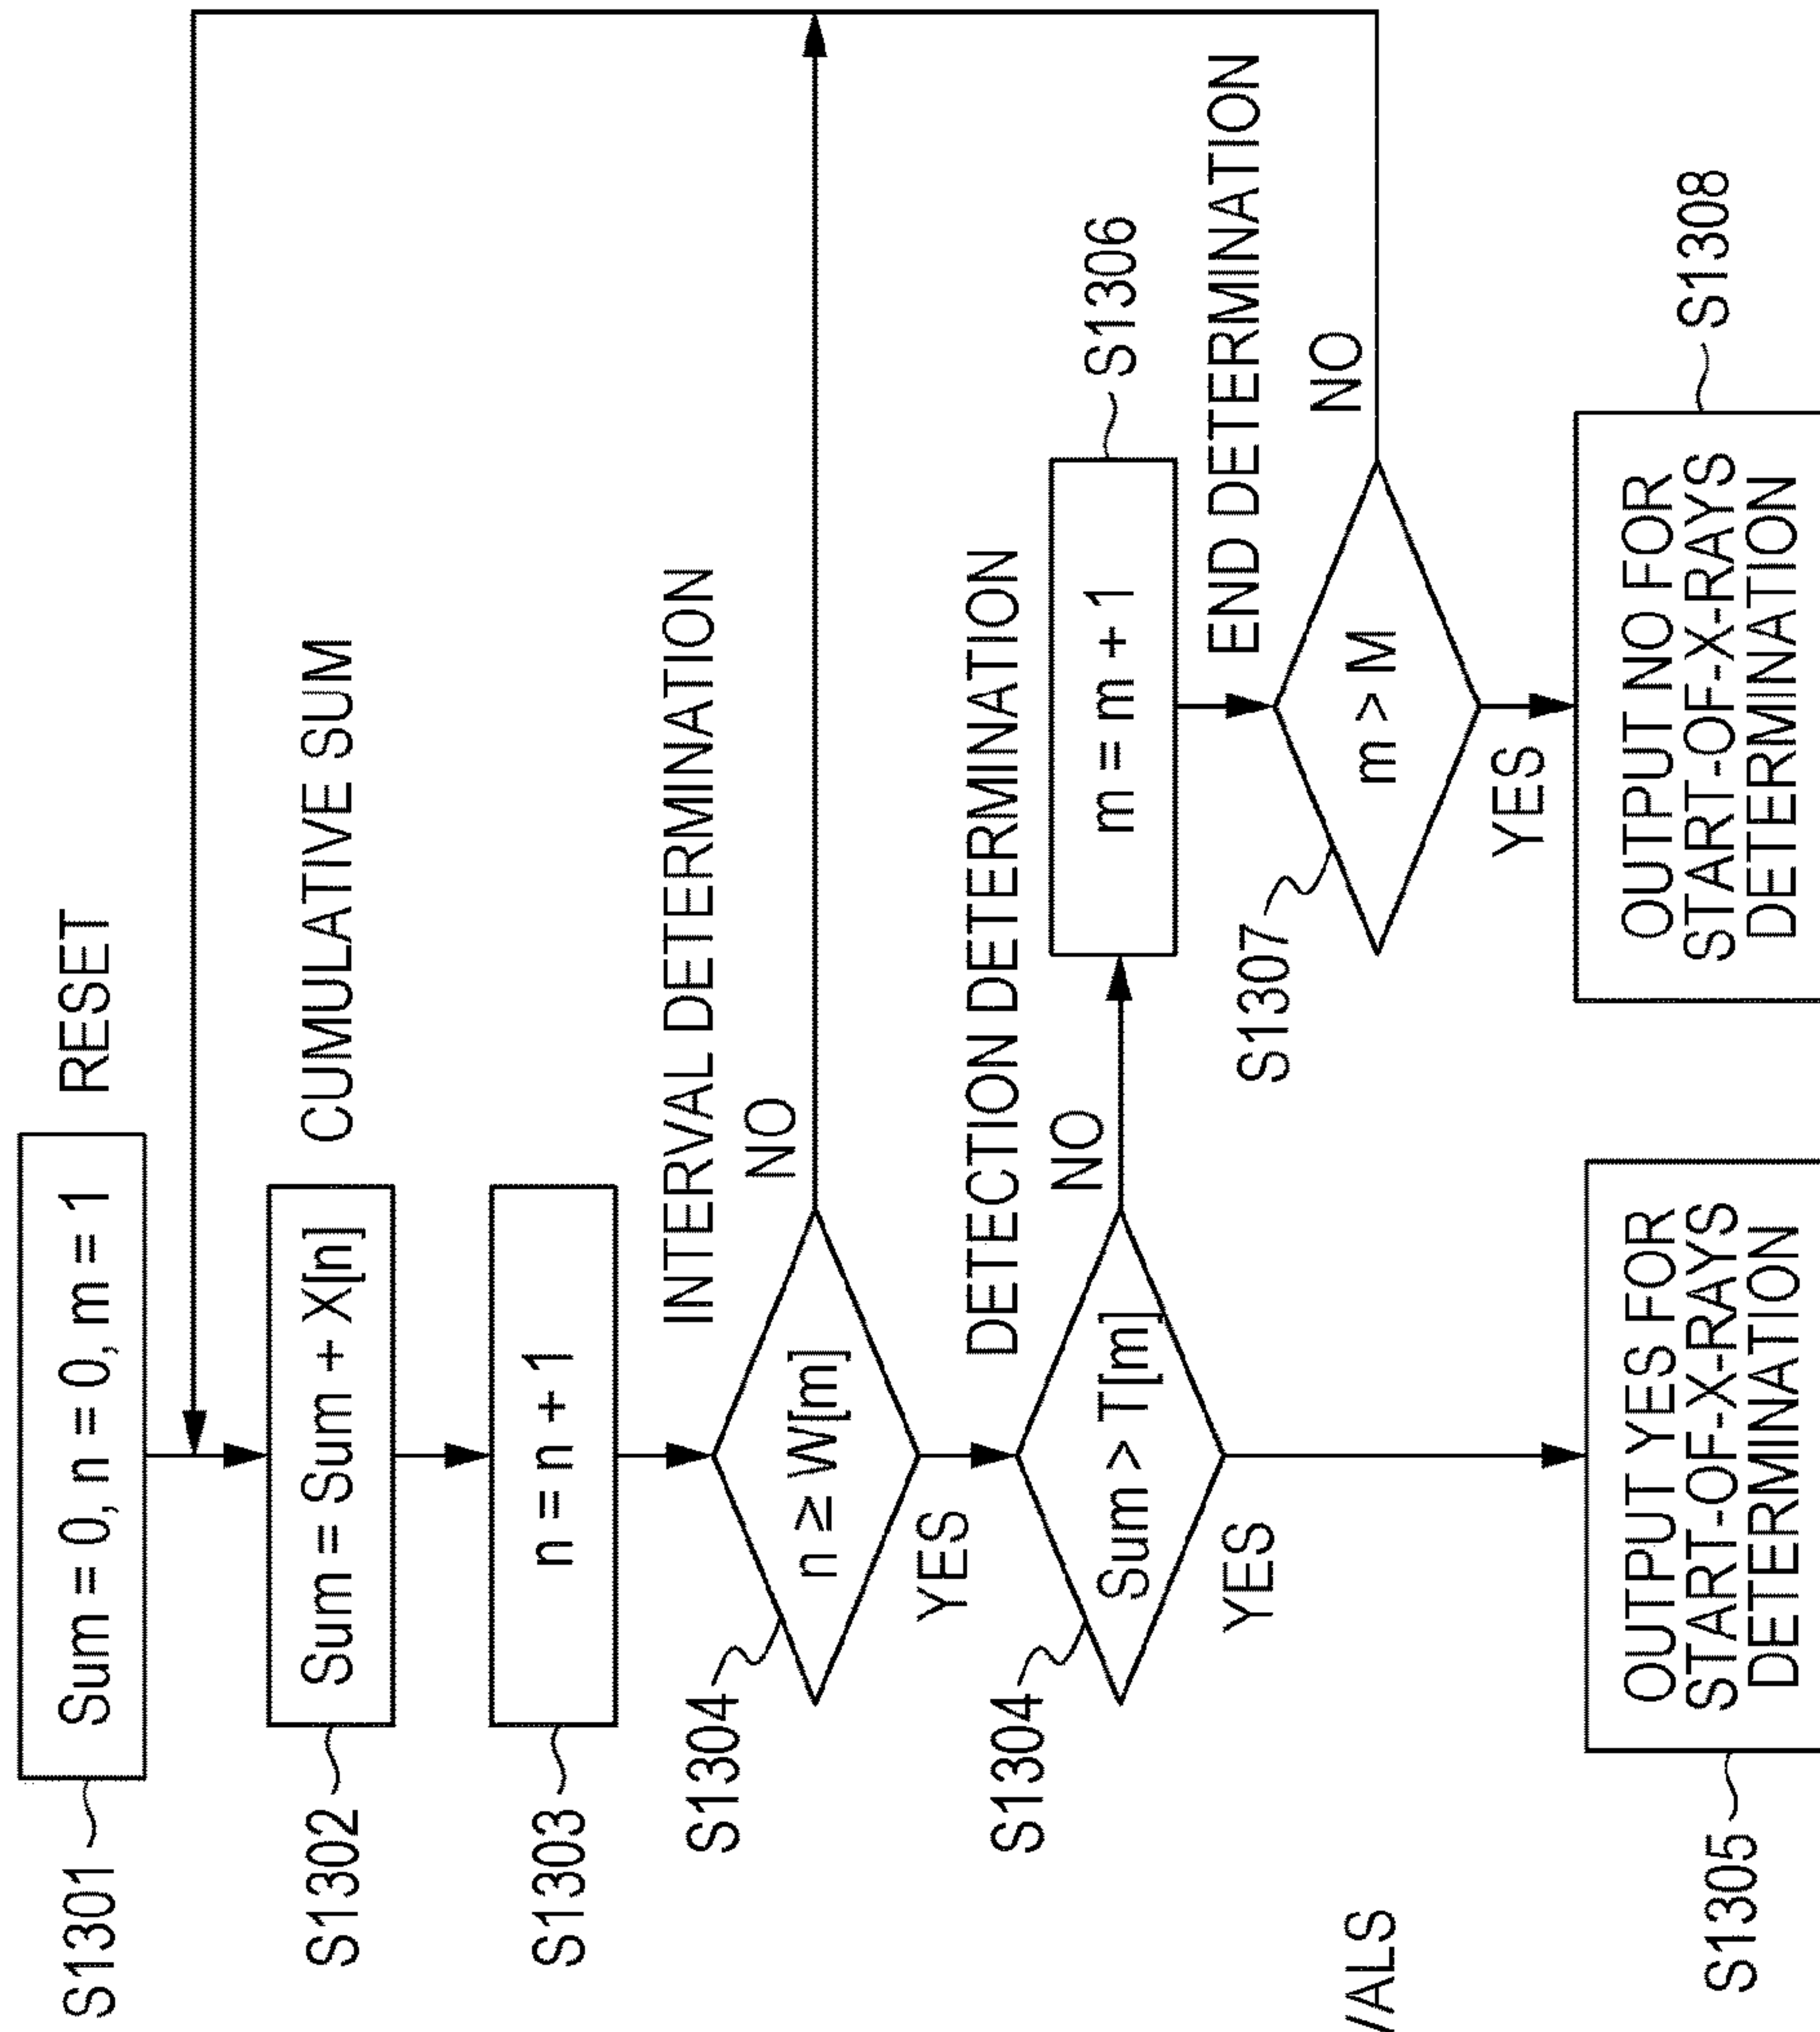 S1301
Sum = 0, n = 0, m = 1
RESET
S1302
Sum = Sum + X[n]
CUMULATIVE SUM
S1303
n = n + 1
INTERVAL DETERMINATION
S1304
n ≥ W[m]
NO
YES
DETECTION DETERMINATION
S1304
Sum > T[m]
NO
YES
m = m + 1
S1306
END DETERMINATION
S1307
m > M
NO
YES
S1305
OUTPUT YES FOR
START-OF-X-RAYS
DETERMINATION
OUTPUT NO FOR
START-OF-X-RAYS
DETERMINATION
S1308